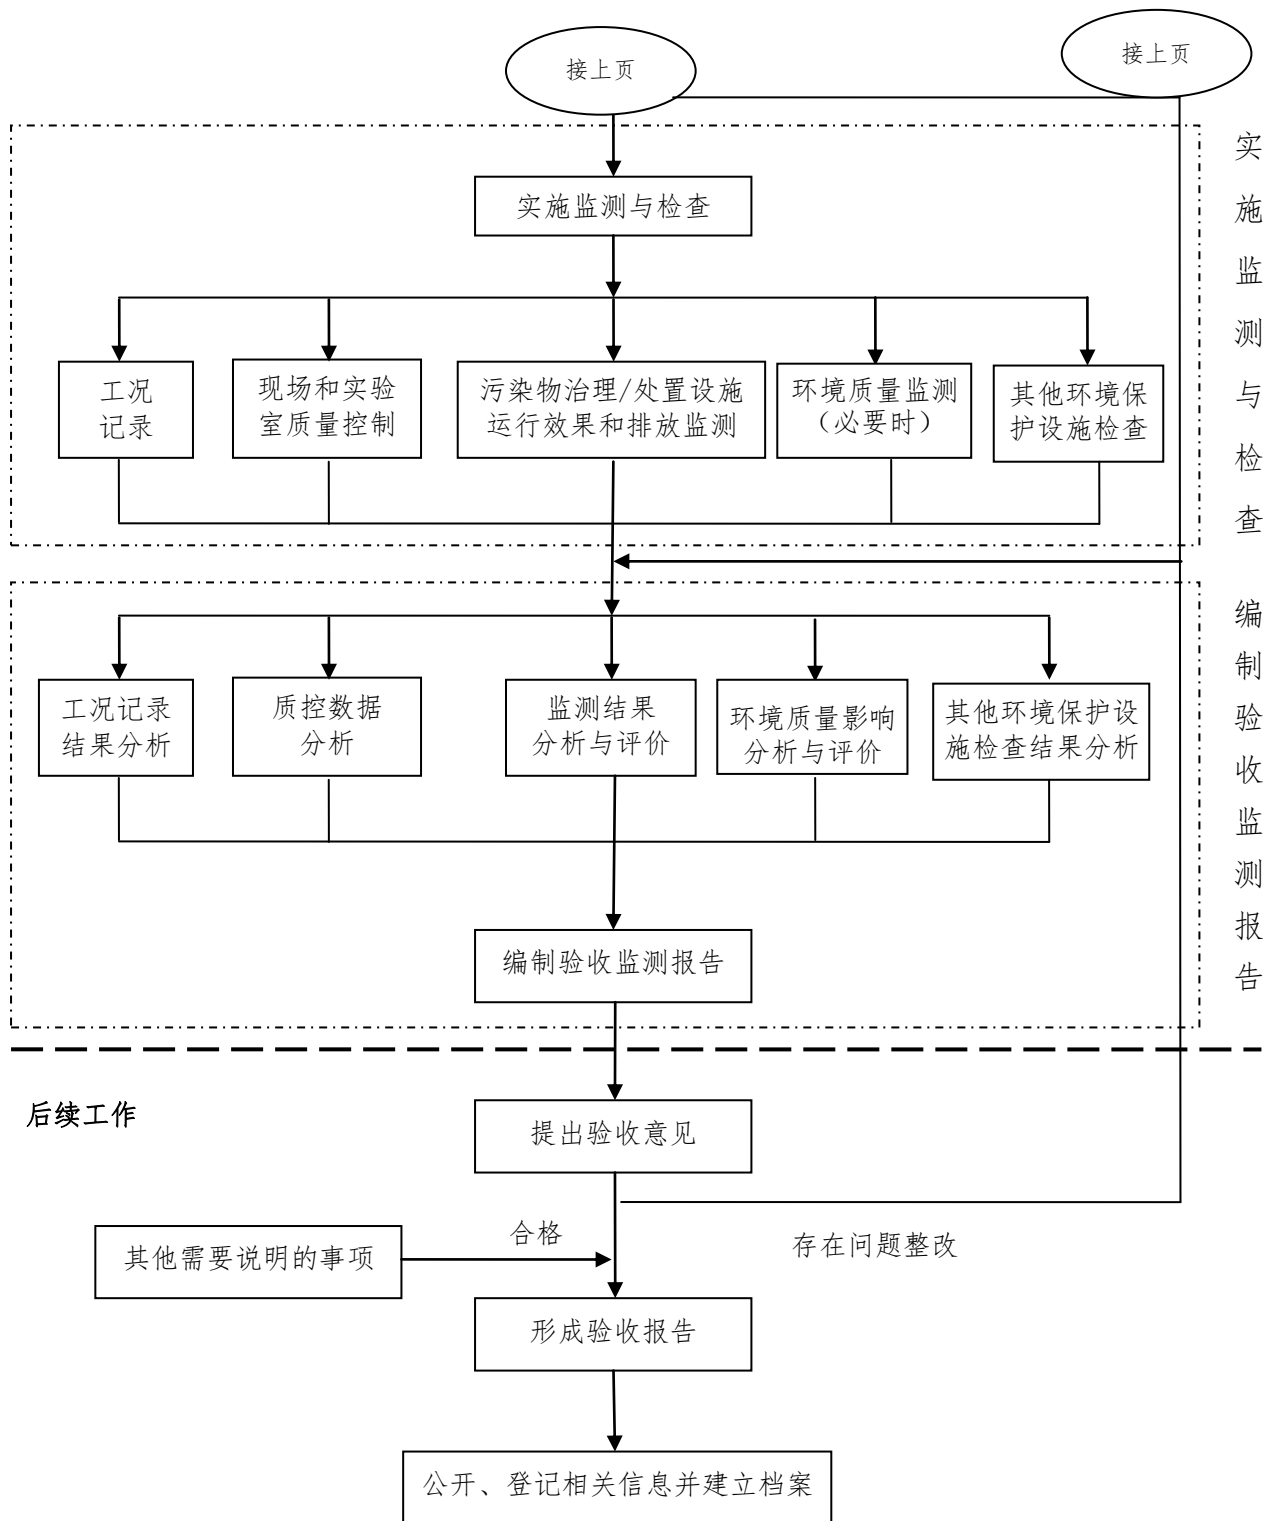 接上页
接上页
实施监测与检查
实施监测与检查
工况
记录
现场和实验
室质量控制
污染物治理/处置设施
运行效果和排放监测
环境质量监测
（必要时）
其他环境保
护设施检查
编制验收监测报告
工况记录
结果分析
质控数据
分析
监测结果
分析与评价
环境质量影响
分析与评价
其他环境保护设
施检查结果分析
编制验收监测报告
后续工作
提出验收意见
其他需要说明的事项
合格
存在问题整改
形成验收报告
公开、登记相关信息并建立档案